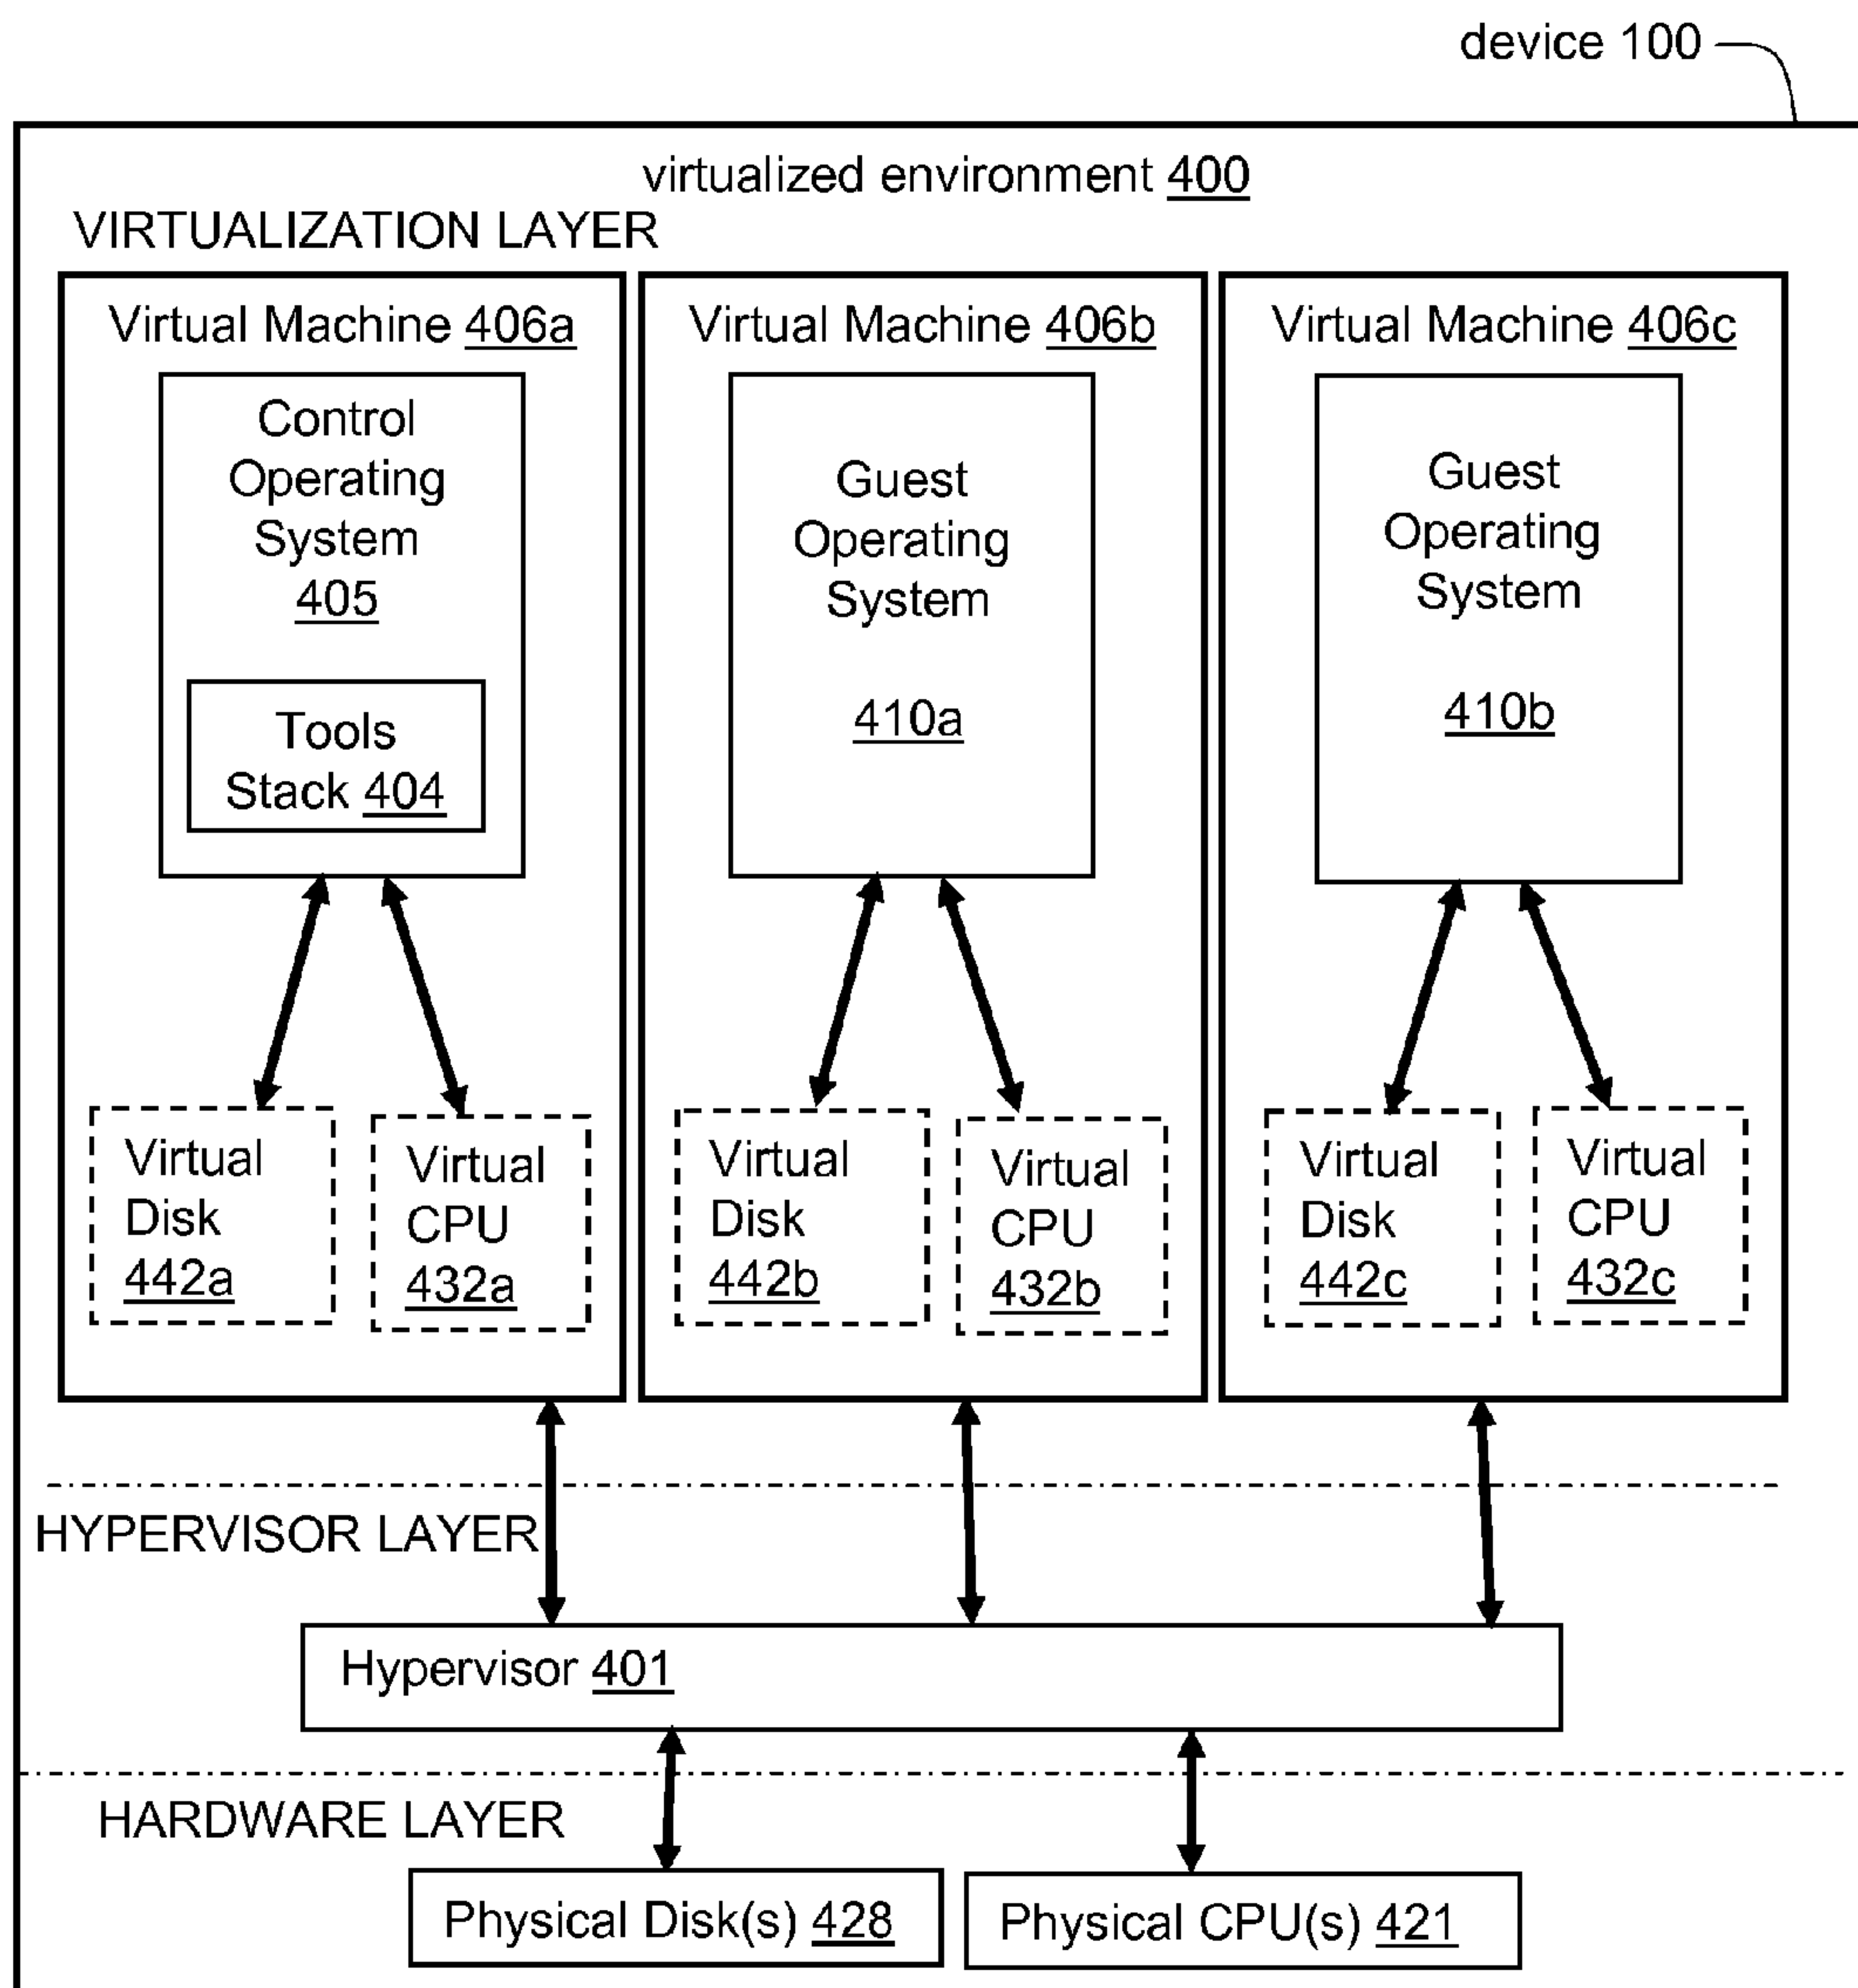 device 100
virtualized environment 400
VIRTUALIZATION LAYER
Virtual Machine 406a
Control
Operating
System
405
Tools
Stack 404
Virtual
Disk
442a
Virtual
CPU
432a
Virtual Machine 406b
Guest
Operating
System
410a
Virtual
Disk
442b
Virtual
CPU
432b
Virtual Machine 406c
Guest
Operating
System
410b
Virtual
Disk
442c
Virtual
CPU
432c
HYPERVISOR LAYER
Hypervisor 401
HARDWARE LAYER
Physical Disk(s) 428
Physical CPU(s) 421